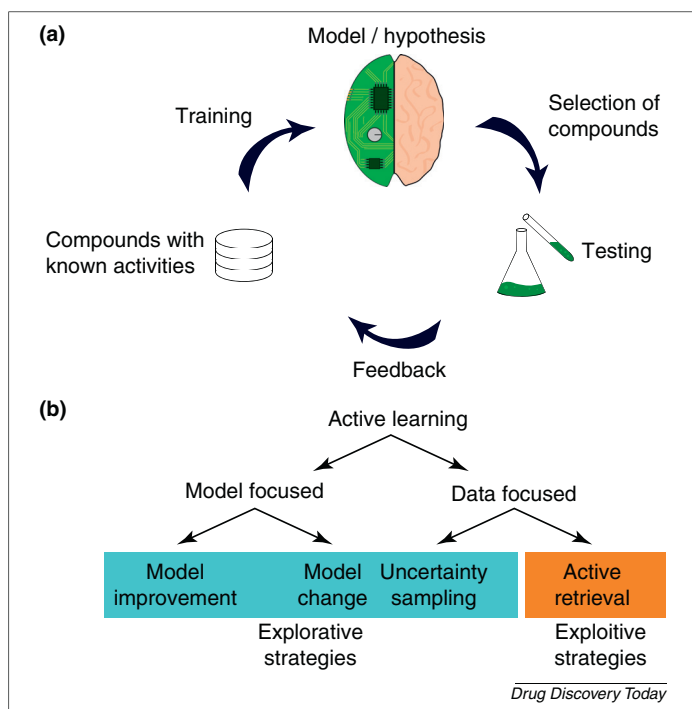 (a)
Model / hypothesis
Training
Selection of
compounds
Compounds with
known activities
Testing
Feedback
(b)
Active learning
Model focused
Data focused
Model
improvement
Model
change
Uncertainty
sampling
Active
retrieval
Explorative
strategies
Exploitive
strategies
Drug Discovery Today